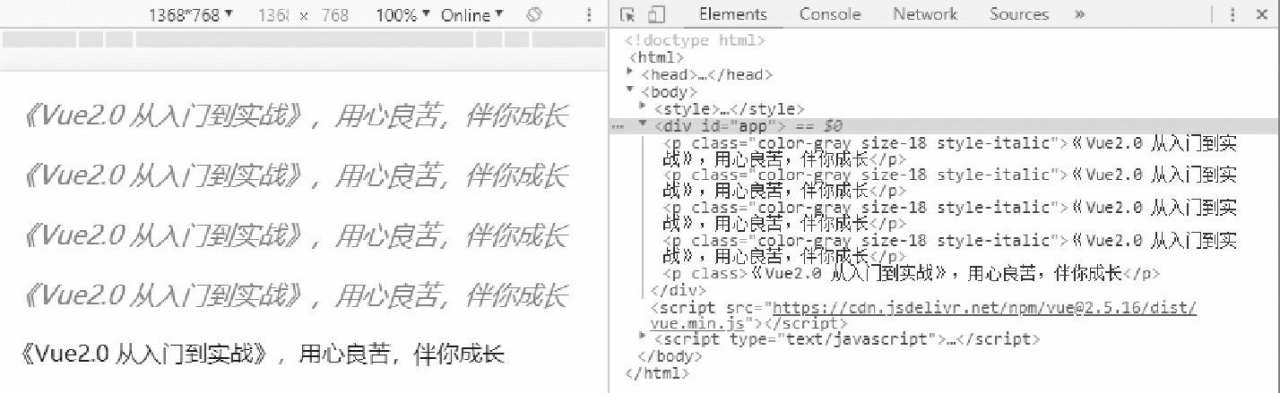 1368*768▼ 1368 × 768 100%▼ Online▼
《Vue2.0 从入门到实战》，用心良苦，伴你成长
《Vue2.0 从入门到实战》，用心良苦，伴你成长
《Vue2.0 从入门到实战》，用心良苦，伴你成长
《Vue2.0 从入门到实战》，用心良苦，伴你成长
《Vue2.0 从入门到实战》，用心良苦，伴你成长
Elements Console Network Sources »
<!doctype html>
<html>
▶<head>…</head>
▼<body>
▶<style>…</style>
…▼<div id="app"> == $0
<p class="color-gray size-18 style-italic">《Vue2.0 从入门到实
战》，用心良苦，伴你成长</p>
<p class="color-gray size-18 style-italic">《Vue2.0 从入门到实
战》，用心良苦，伴你成长</p>
<p class="color-gray size-18 style-italic">《Vue2.0 从入门到实
战》，用心良苦，伴你成长</p>
<p class="color-gray size-18 style-italic">《Vue2.0 从入门到实
战》，用心良苦，伴你成长</p>
<p class>《Vue2.0 从入门到实战》，用心良苦，伴你成长</p>
</div>
<script src="https://cdn.jsdelivr.net/npm/vue@2.5.16/dist/
vue.min.js"></script>
▶<script type="text/javascript">…</script>
</body>
</html>